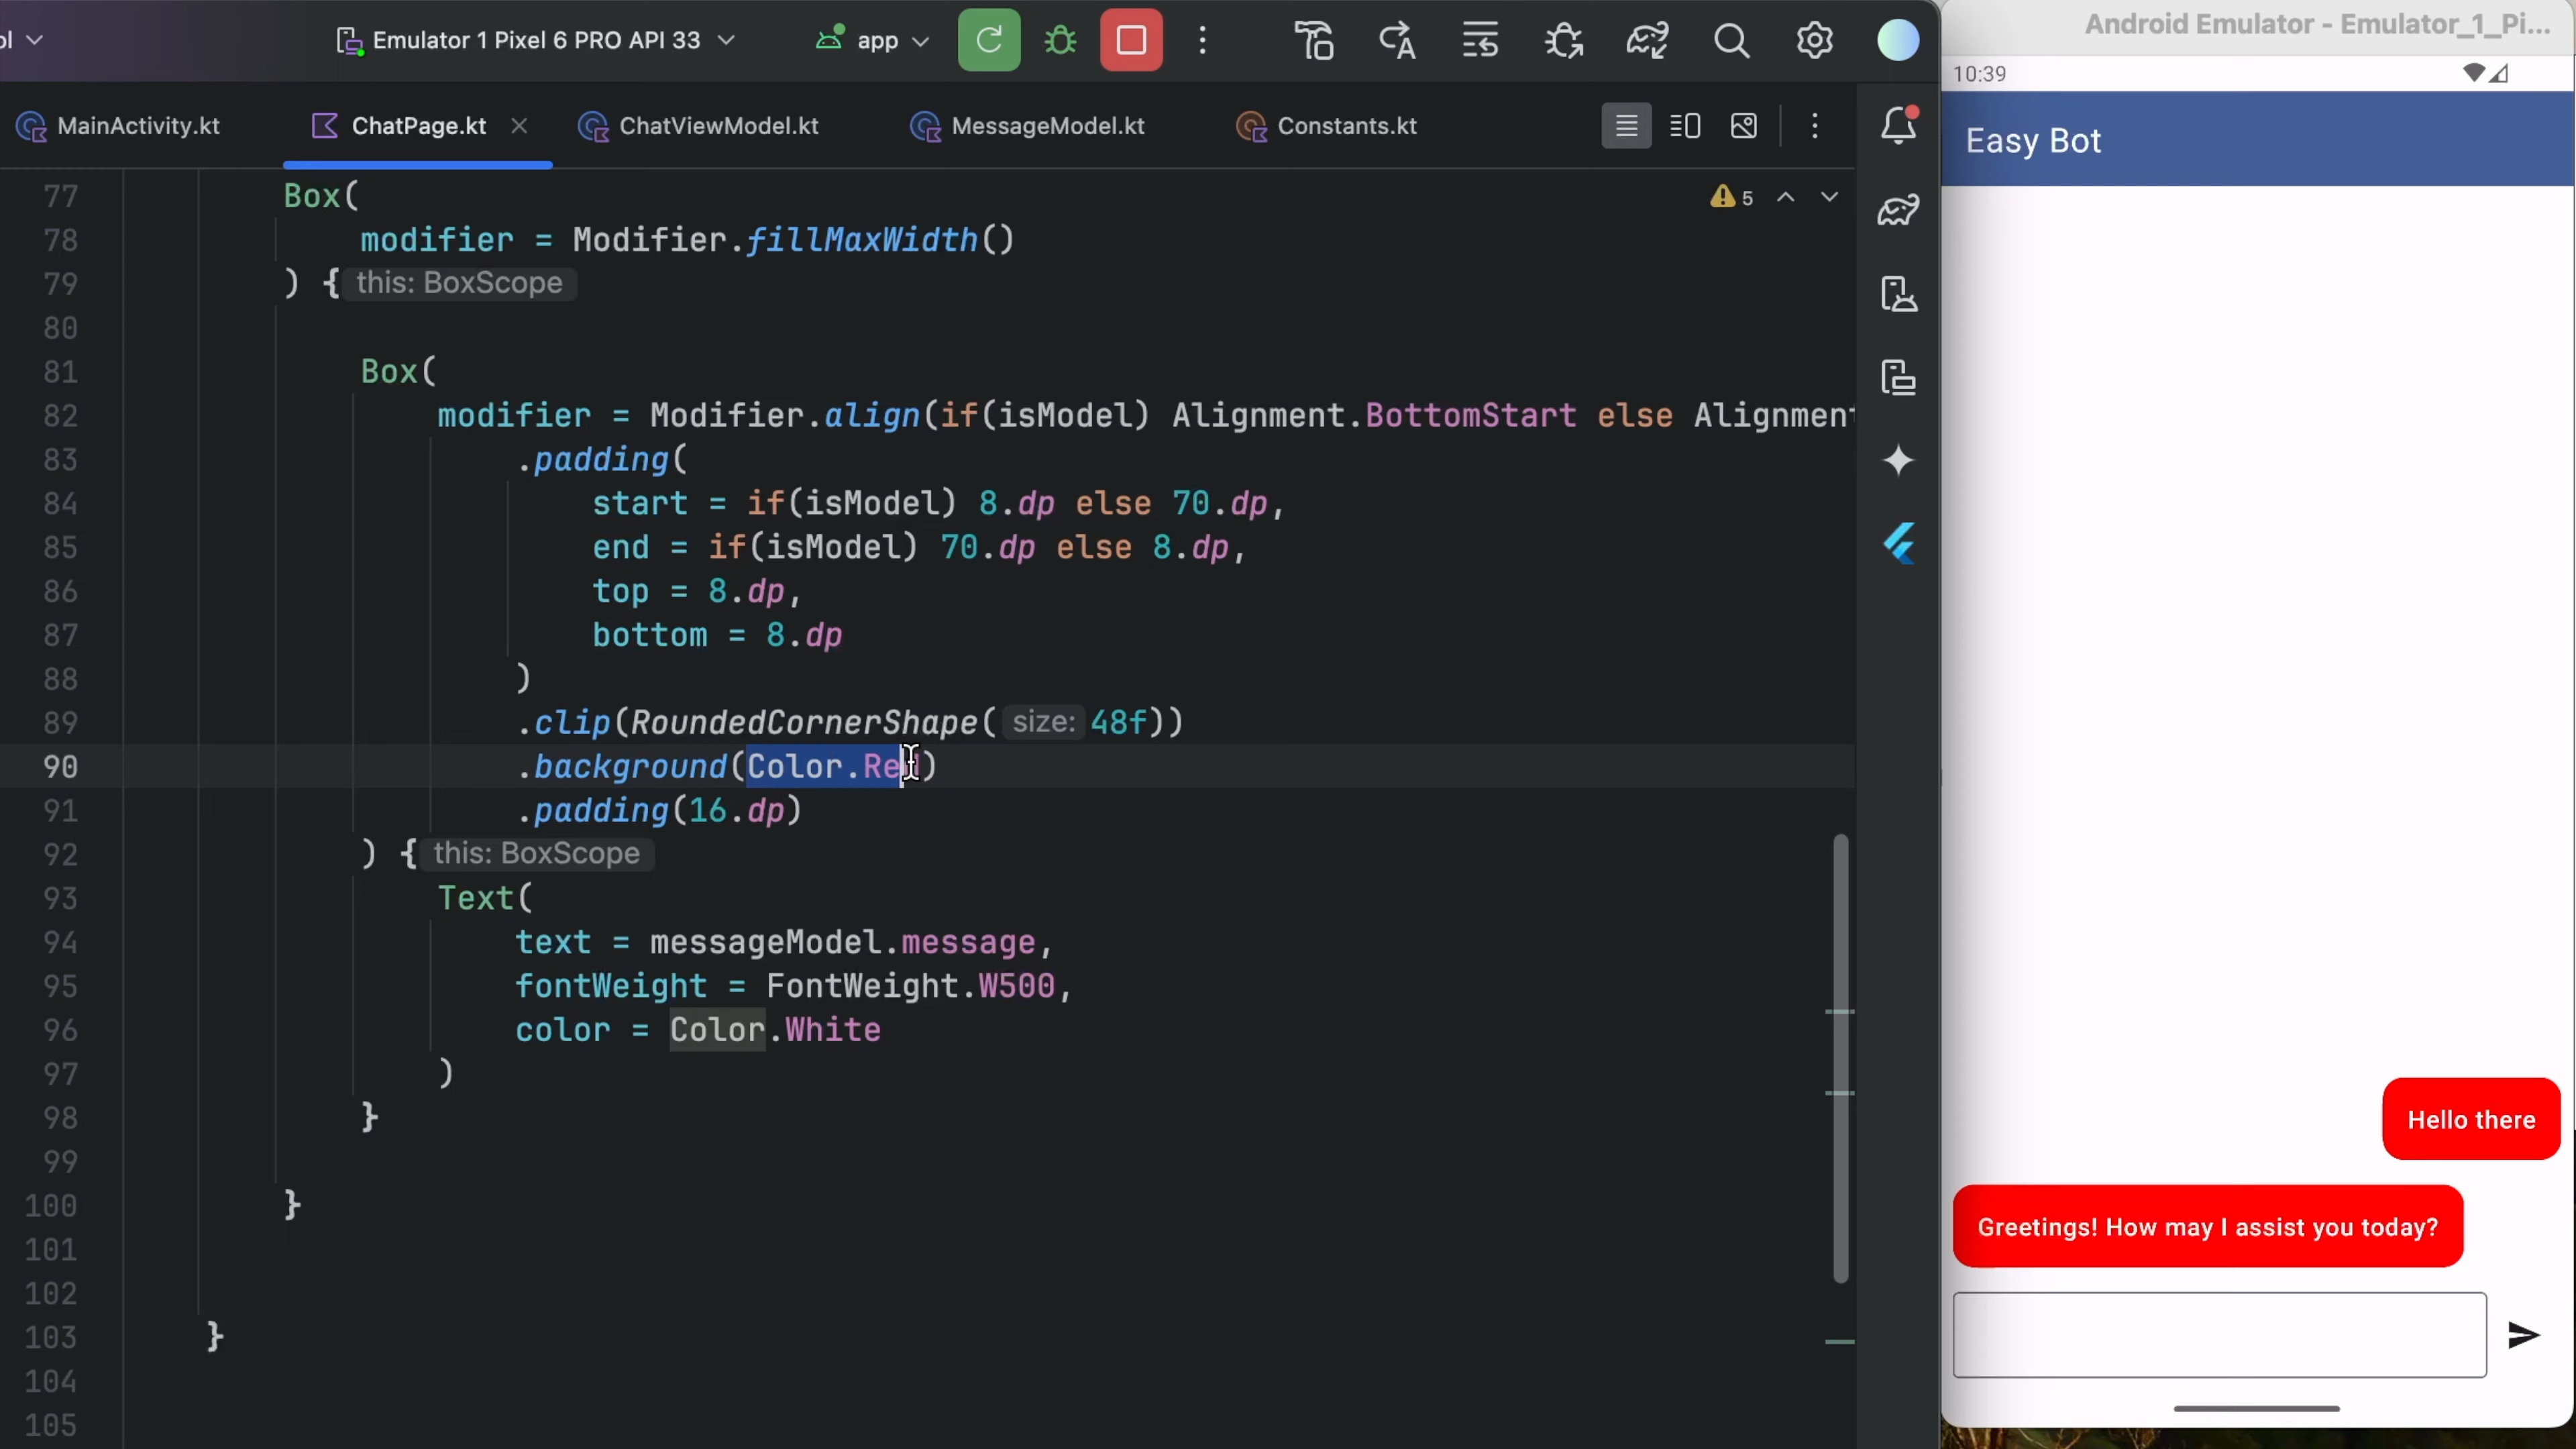 ol
Emulator 1 Pixel 6 PRO API 33
app
MainActivity.kt
ChatPage.kt
ChatViewModel.kt
MessageModel.kt
Constants.kt
5
77 Box(
78 modifier = Modifier.fillMaxWidth()
79 ) { this: BoxScope
80
81 Box(
82 modifier = Modifier.align(if(isModel) Alignment.BottomStart else Alignment
83 .padding(
84 start = if(isModel) 8.dp else 70.dp,
85 end = if(isModel) 70.dp else 8.dp,
86 top = 8.dp,
87 bottom = 8.dp
88 )
89 .clip(RoundedCornerShape( size: 48f))
90 .background(Color.Red)
91 .padding(16.dp)
92 ) { this: BoxScope
93 Text(
94 text = messageModel.message,
95 fontWeight = FontWeight.W500,
96 color = Color.White
97 )
98 }
99
100 }
101
102
103 }
104
105
Android Emulator - Emulator_1_Pi...
10:39
Easy Bot
Hello there
Greetings! How may I assist you today?